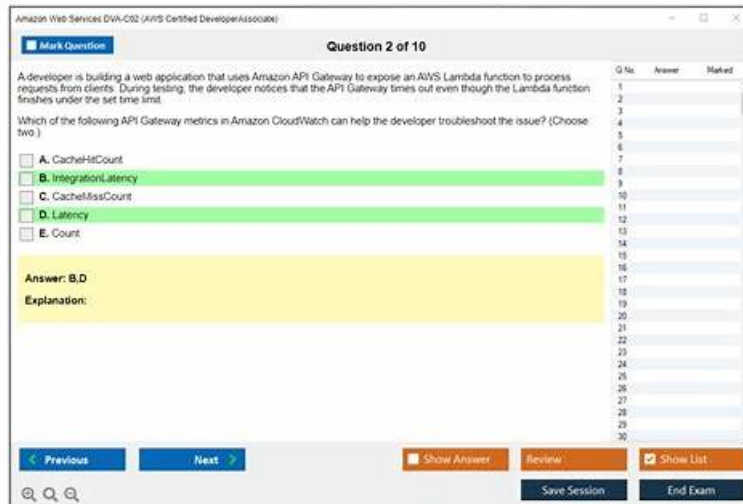 Amazon Web Services DVA-C02 (AWS Certified DeveloperAssociate)
Mark Question
Question 2 of 10
A developer is building a web application that uses Amazon API Gateway to expose an AWS Lambda function to process
requests from clients. During testing, the developer notices that the API Gateway times out even though the Lambda function
finishes under the set time limit.
Which of the following API Gateway metrics in Amazon CloudWatch can help the developer troubleshoot the issue? (Choose
two.)
A. CacheHitCount
B. IntegrationLatency
C. CacheMissCount
D. Latency
E. Count
Answer: B,D
Explanation:
Q No. Answer Marked
1
2
3
4
5
6
7
8
9
10
11
12
13
14
15
16
17
18
19
20
21
22
23
24
25
26
27
28
29
30
Previous
Next
Show Answer
Review
Show List
Save Session
End Exam